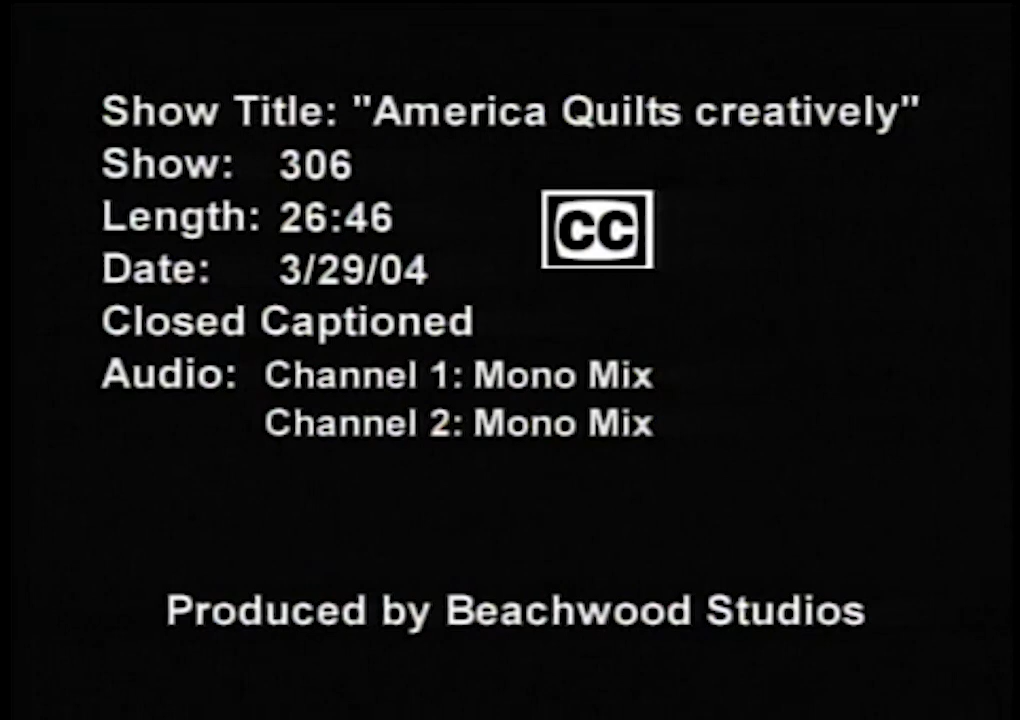 Show Title: "America Quilts creatively"
Show: 306
Length: 26:46
CC
Date: 3/29/04
Closed Captioned
Audio: Channel 1: Mono Mix
Channel 2: Mono Mix
Produced by Beachwood Studios